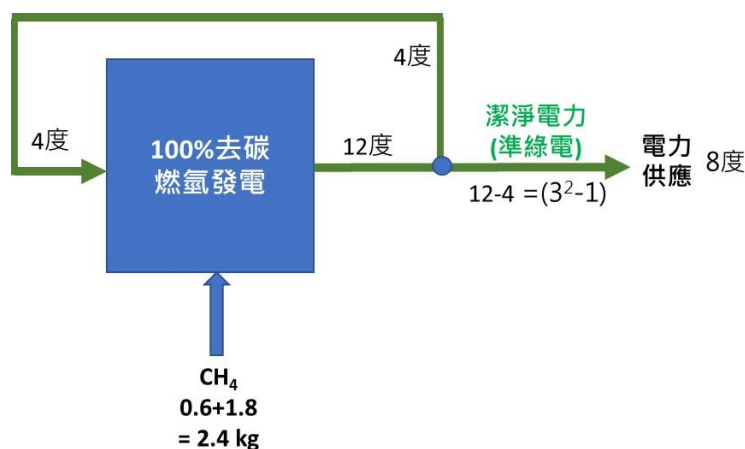 4度
4度
100%去碳
燃氫發電
12度
潔淨電力
(準綠電)
12-4 =(3²-1)
電力
供應
8度
CH₄
0.6+1.8
= 2.4 kg